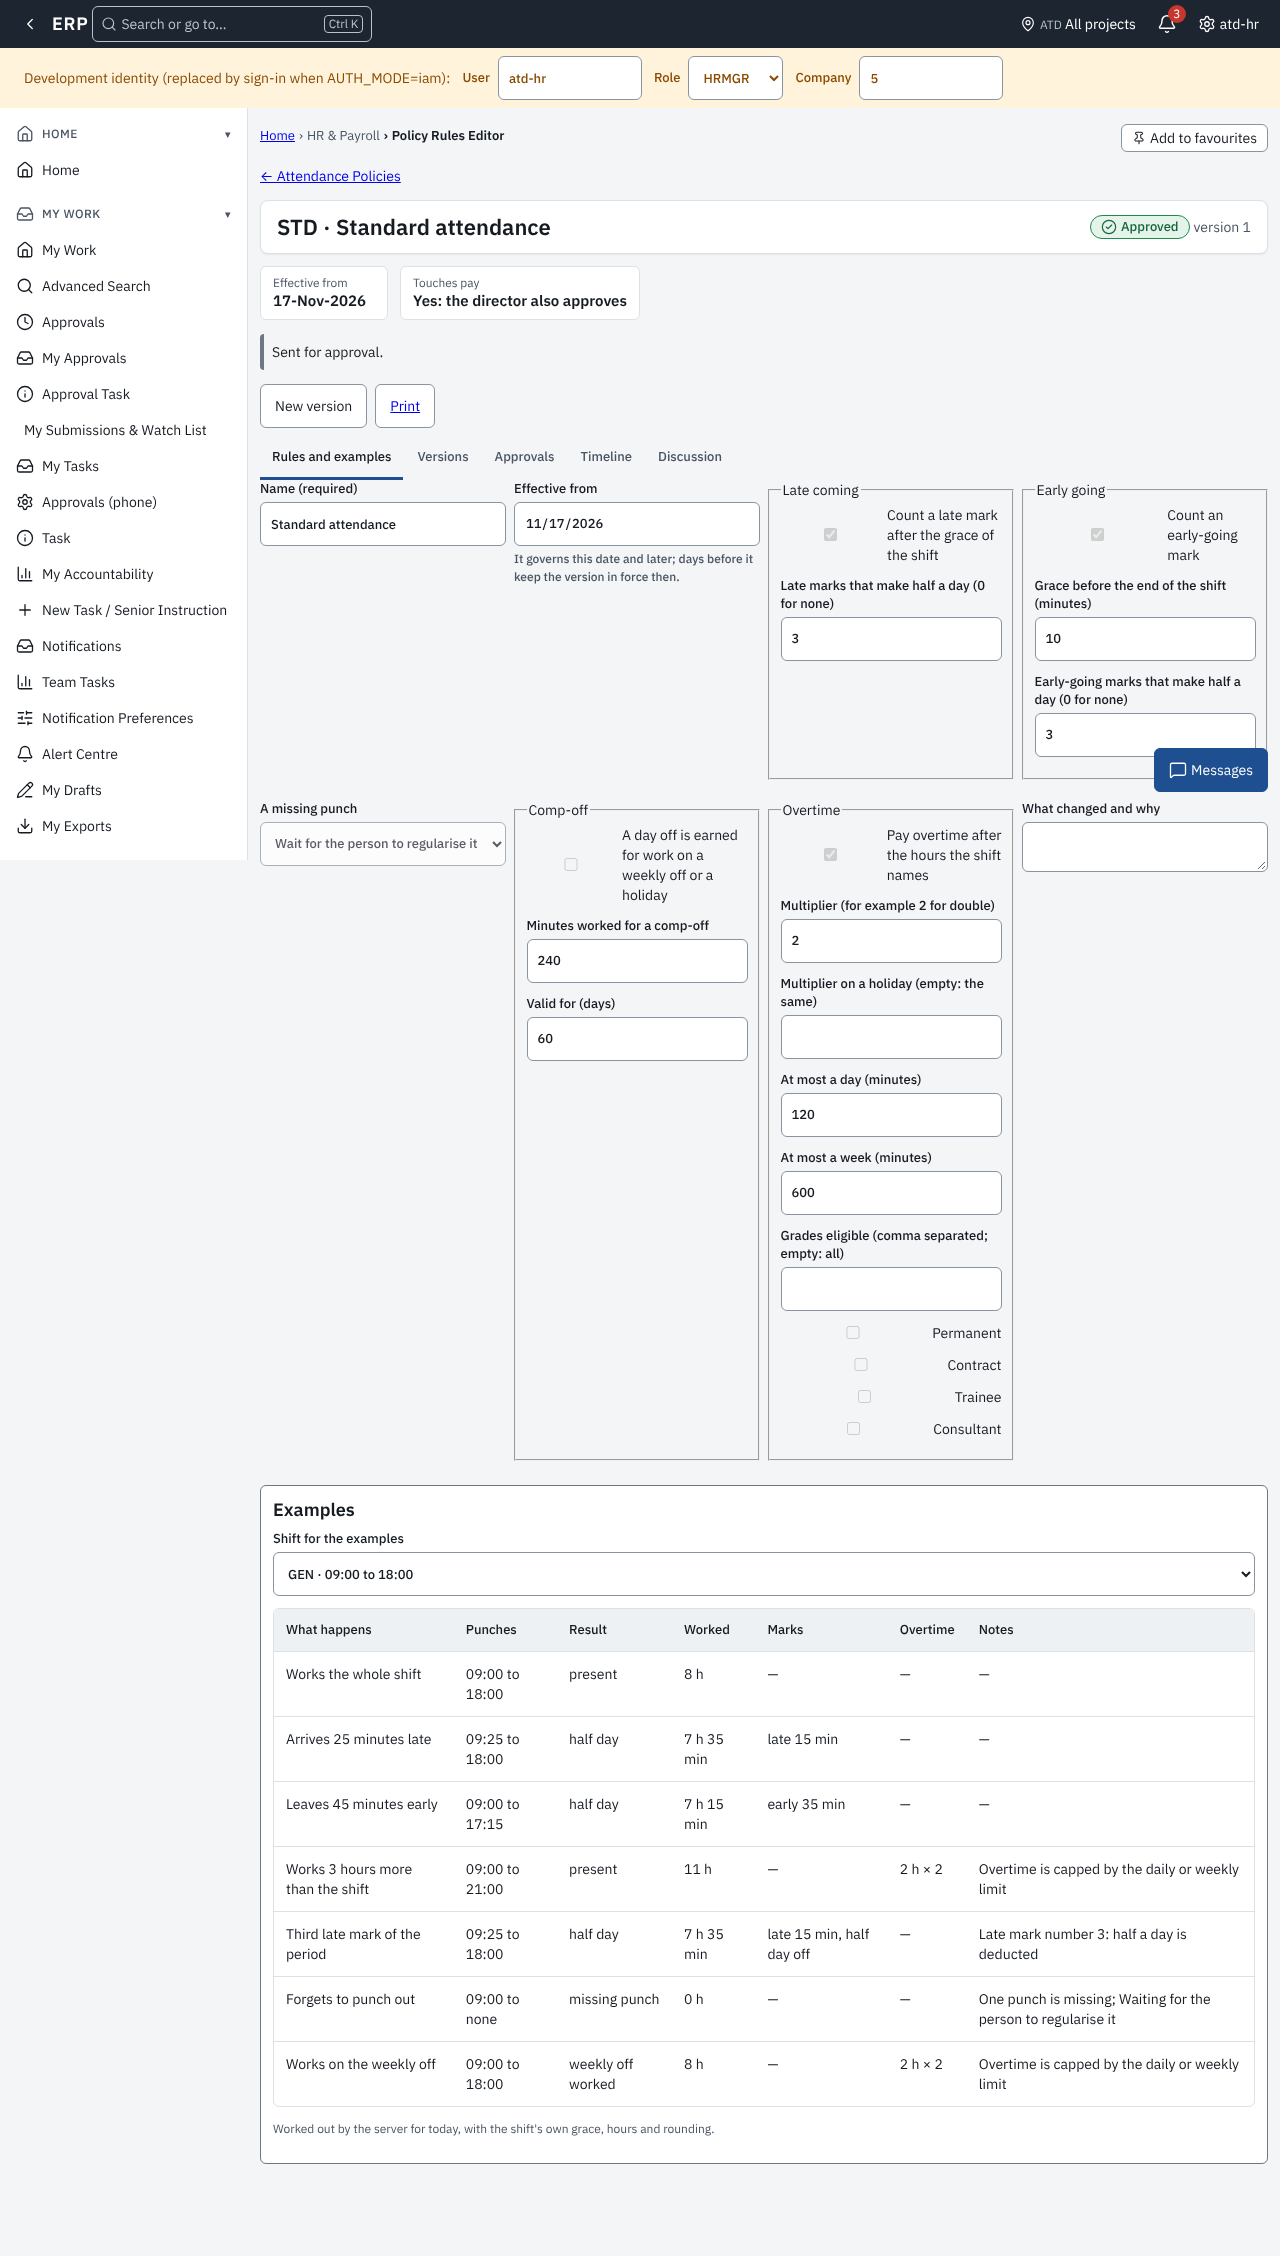 ERP
Search or go to...
Ctrl K
ATD All projects
3
atd-hr
Development identity (replaced by sign-in when AUTH_MODE=iam):
User
atd-hr
Role
HRMGR
Company
5
HOME
Home
MY WORK
My Work
Advanced Search
Approvals
My Approvals
Approval Task
My Submissions & Watch List
My Tasks
Approvals (phone)
Task
My Accountability
New Task / Senior Instruction
Notifications
Team Tasks
Notification Preferences
Alert Centre
My Drafts
My Exports
Home › HR & Payroll › Policy Rules Editor
Add to favourites
← Attendance Policies
STD · Standard attendance
Approved
version 1
Effective from
17-Nov-2026
Touches pay
Yes: the director also approves
Sent for approval.
New version
Print
Rules and examples
Versions
Approvals
Timeline
Discussion
Name (required)
Standard attendance
Effective from
11/17/2026
It governs this date and later; days before it
keep the version in force then.
Late coming
Count a late mark
after the grace of
the shift
Late marks that make half a day (0
for none)
3
Early going
Count an
early-going
mark
Grace before the end of the shift
(minutes)
10
Early-going marks that make half a
day (0 for none)
3
Messages
A missing punch
Wait for the person to regularise it
Comp-off
A day off is earned
for work on a
weekly off or a
holiday
Minutes worked for a comp-off
240
Valid for (days)
60
Overtime
Pay overtime after
the hours the shift
names
Multiplier (for example 2 for double)
2
Multiplier on a holiday (empty: the
same)
At most a day (minutes)
120
At most a week (minutes)
600
Grades eligible (comma separated;
empty: all)
Permanent
Contract
Trainee
Consultant
What changed and why
Examples
Shift for the examples
GEN · 09:00 to 18:00
What happens Punches Result Worked Marks Overtime Notes
Works the whole shift 09:00 to 18:00 present 8 h — — —
Arrives 25 minutes late 09:25 to 18:00 half day 7 h 35 min late 15 min — —
Leaves 45 minutes early 09:00 to 17:15 half day 7 h 15 min early 35 min — —
Works 3 hours more than the shift 09:00 to 21:00 present 11 h — 2 h × 2 Overtime is capped by the daily or weekly limit
Third late mark of the period 09:25 to 18:00 half day 7 h 35 min late 15 min, half day off — Late mark number 3: half a day is deducted
Forgets to punch out 09:00 to none missing punch 0 h — — One punch is missing; Waiting for the person to regularise it
Works on the weekly off 09:00 to 18:00 weekly off worked 8 h — 2 h × 2 Overtime is capped by the daily or weekly limit
Worked out by the server for today, with the shift's own grace, hours and rounding.